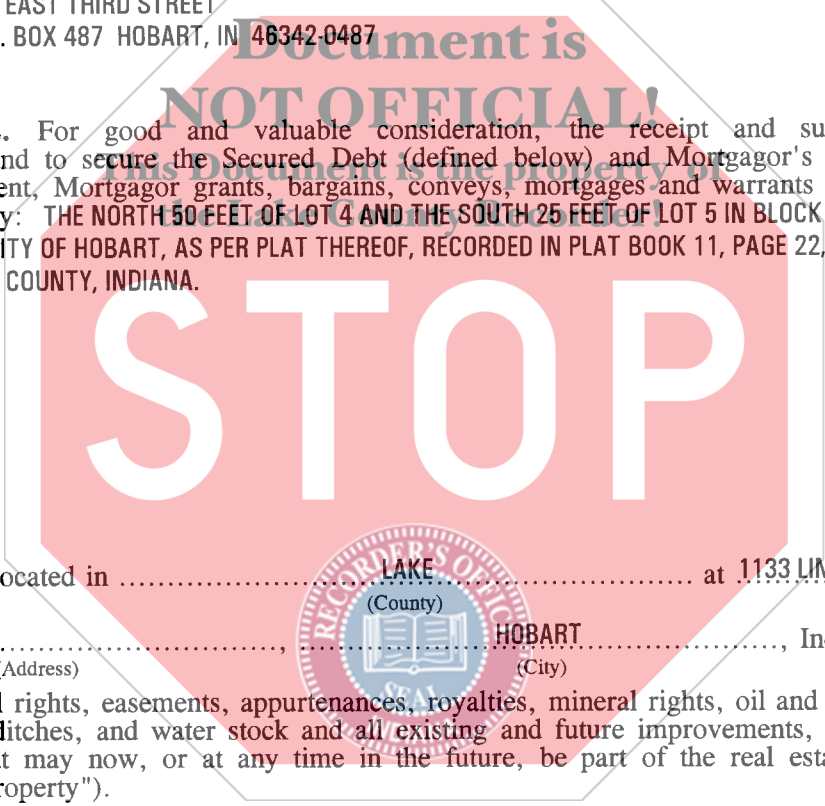 EAST THIRD STREET
. BOX 487 HOBART, IN 46342-0487
Document is
NOT OFFICIAL!
. For good and valuable consideration, the receipt and su
nd to secure the Secured Debt (defined below) and Mortgagor's
This Document is the property of
ent, Mortgagor grants, bargains, conveys, mortgages and warrants
the Lake County Recorder!
y: THE NORTH 50 FEET OF LOT 4 AND THE SOUTH 25 FEET OF LOT 5 IN BLOCK
ITY OF HOBART, AS PER PLAT THEREOF, RECORDED IN PLAT BOOK 11, PAGE 22,
COUNTY, INDIANA.
STOP
ocated in ........................ LAKE ........................ at 1133 LIN
(County)
........................, ........................ HOBART ........................, In
(Address) (City)
RECORDER'S OFFIC
SEAL
l rights, easements, appurtenances, royalties, mineral rights, oil and
litches, and water stock and all existing and future improvements,
t may now, or at any time in the future, be part of the real esta
roperty").